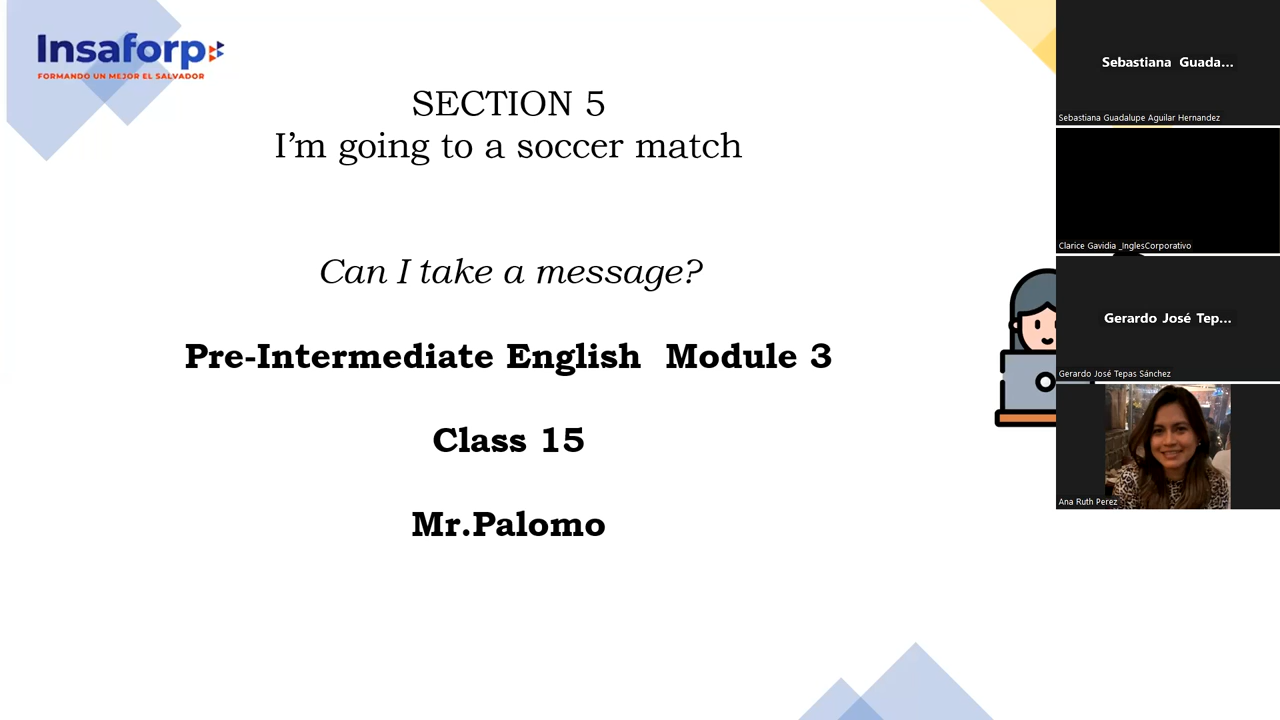 Insaforp
FORMANDO UN MEJOR EL SALVADOR
SECTION 5
I'm going to a soccer match
Can I take a message?
Pre-Intermediate English Module 3
Class 15
Mr.Palomo
Sebastiana Guada...
Sebastiana Guadalupe Aguilar Hernandez
Clarice Gavidia _InglesCorporativo
Gerardo José Tep...
Gerardo José Tepas Sánchez
Ana Ruth Perez